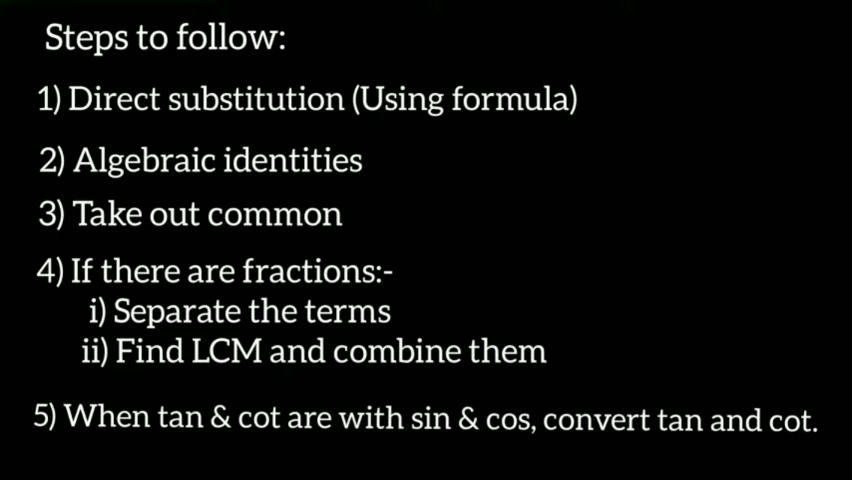 Steps to follow:
1) Direct substitution (Using formula)
2) Algebraic identities
3) Take out common
4) If there are fractions:-
i) Separate the terms
ii) Find LCM and combine them
5) When tan & cot are with sin & cos, convert tan and cot.